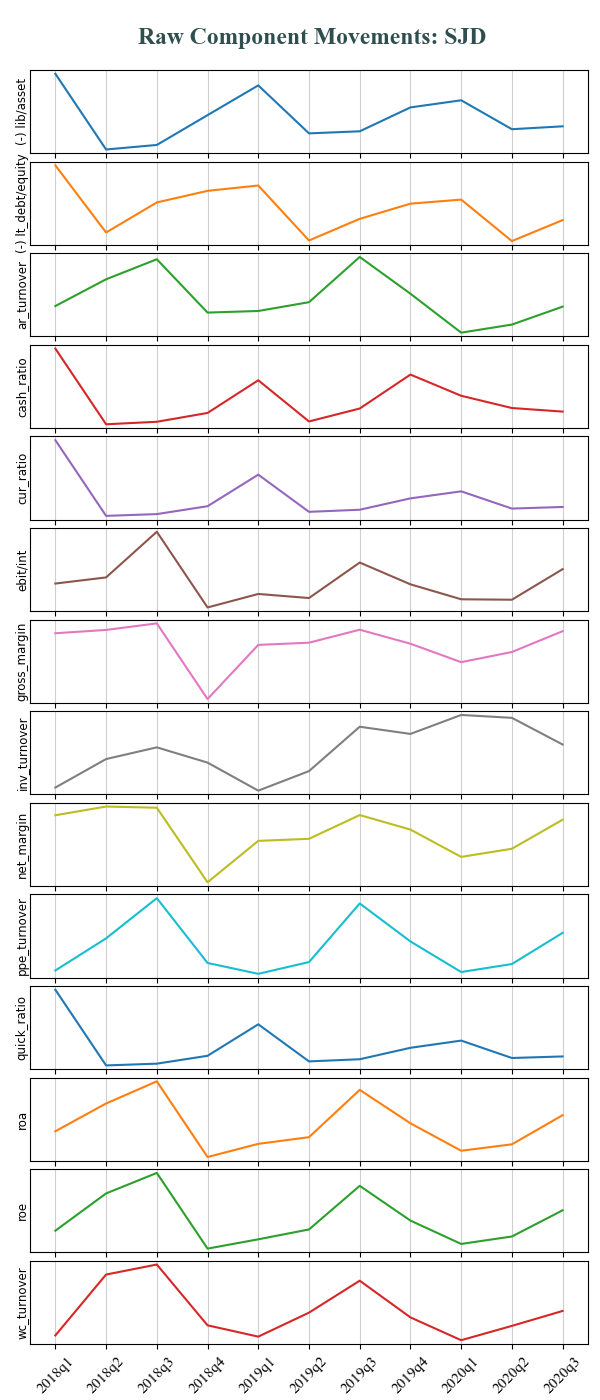 Raw Component Movements: SJD
(-) lib/asset
(-) lt_debt/equity
ar_turnover
cash_ratio
cur_ratio
ebit/int
gross_margin
inv_turnover
net_margin
ppe_turnover
quick_ratio
roa
roe
wc_turnover
2018q1 2018q2 2018q3 2018q4 2019q1 2019q2 2019q3 2019q4 2020q1 2020q2 2020q3